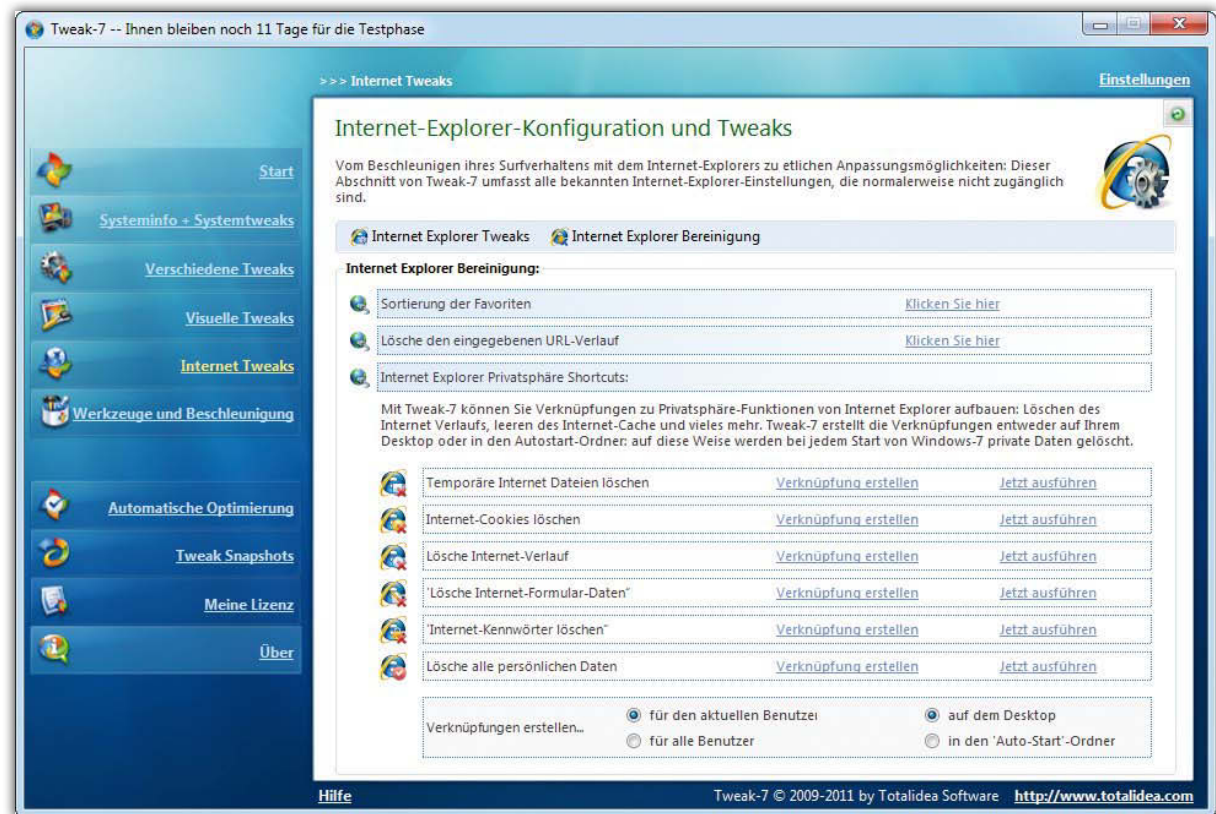 Tweak-7 -- Ihnen bleiben noch 11 Tage für die Testphase
>>> Internet Tweaks
Einstellungen
Start
Systeminfo + Systemtweaks
Verschiedene Tweaks
Visuelle Tweaks
Internet Tweaks
Werkzeuge und Beschleunigung
Automatische Optimierung
Tweak Snapshots
Meine Lizenz
Über
Internet-Explorer-Konfiguration und Tweaks
Vom Beschleunigen ihres Surfverhaltens mit dem Internet-Explorers zu etlichen Anpassungsmöglichkeiten: Dieser
Abschnitt von Tweak-7 umfasst alle bekannten Internet-Explorer-Einstellungen, die normalerweise nicht zugänglich
sind.
Internet Explorer Tweaks Internet Explorer Bereinigung
Internet Explorer Bereinigung:
Sortierung der Favoriten Klicken Sie hier
Lösche den eingegebenen URL-Verlauf Klicken Sie hier
Internet Explorer Privatsphäre Shortcuts:
Mit Tweak-7 können Sie Verknüpfungen zu Privatsphäre-Funktionen von Internet Explorer aufbauen: Löschen des
Internet Verlaufs, leeren des Internet-Cache und vieles mehr. Tweak-7 erstellt die Verknüpfungen entweder auf Ihrem
Desktop oder in den Autostart-Ordner: auf diese Weise werden bei jedem Start von Windows-7 private Daten gelöscht.
Temporäre Internet Dateien löschen Verknüpfung erstellen Jetzt ausführen
Internet-Cookies löschen Verknüpfung erstellen Jetzt ausführen
Lösche Internet-Verlauf Verknüpfung erstellen Jetzt ausführen
'Lösche Internet-Formular-Daten" Verknüpfung erstellen Jetzt ausführen
'Internet-Kennwörter löschen" Verknüpfung erstellen Jetzt ausführen
Lösche alle persönlichen Daten Verknüpfung erstellen Jetzt ausführen
Verknüpfungen erstellen...
für den aktuellen Benutzer auf dem Desktop
für alle Benutzer in den 'Auto-Start'-Ordner
Hilfe
Tweak-7 © 2009-2011 by Totalidea Software http://www.totalidea.com